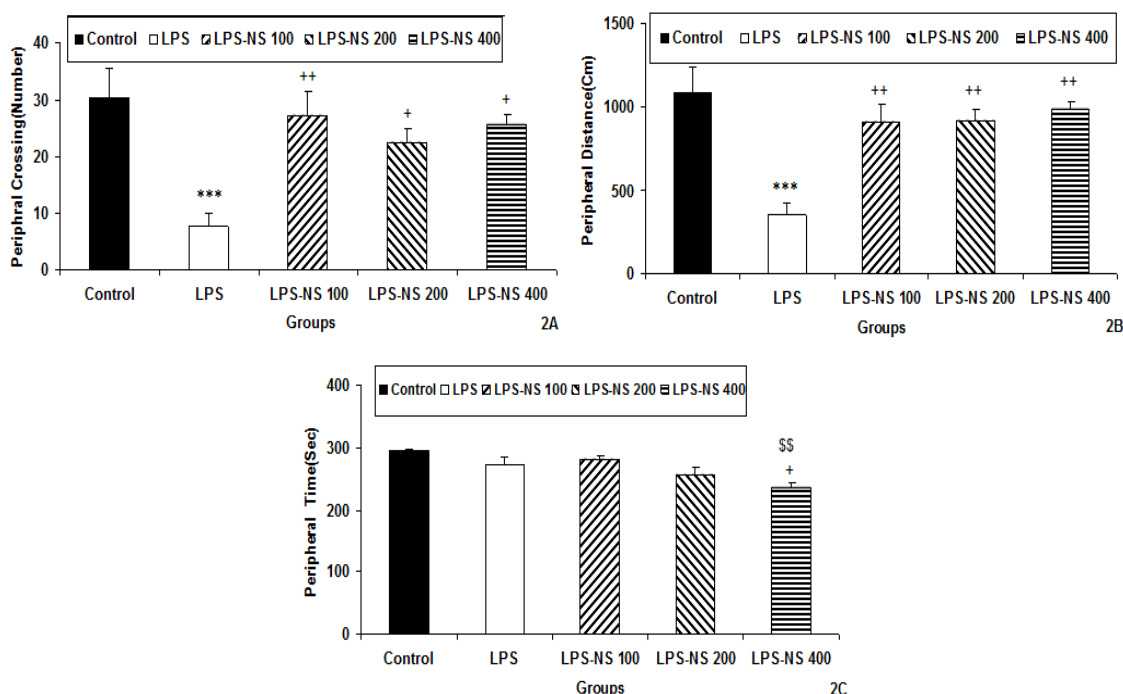 Control LPS LPS-NS 100 LPS-NS 200 LPS-NS 400
Periphral Crossing(Number)
40
30
20
10
0
***
++
+
+
Control LPS LPS-NS 100 LPS-NS 200 LPS-NS 400
Groups
2A
Control LPS LPS-NS 100 LPS-NS 200 LPS-NS 400
Peripheral Distance(Cm)
1500
1000
500
0
***
++
++
++
Control LPS LPS-NS 100 LPS-NS 200 LPS-NS 400
Groups
2B
Control LPS LPS-NS 100 LPS-NS 200 LPS-NS 400
Peripheral Time(Sec)
400
300
200
100
0
$$
+
Control LPS LPS-NS 100 LPS-NS 200 LPS-NS 400
Groups
2C